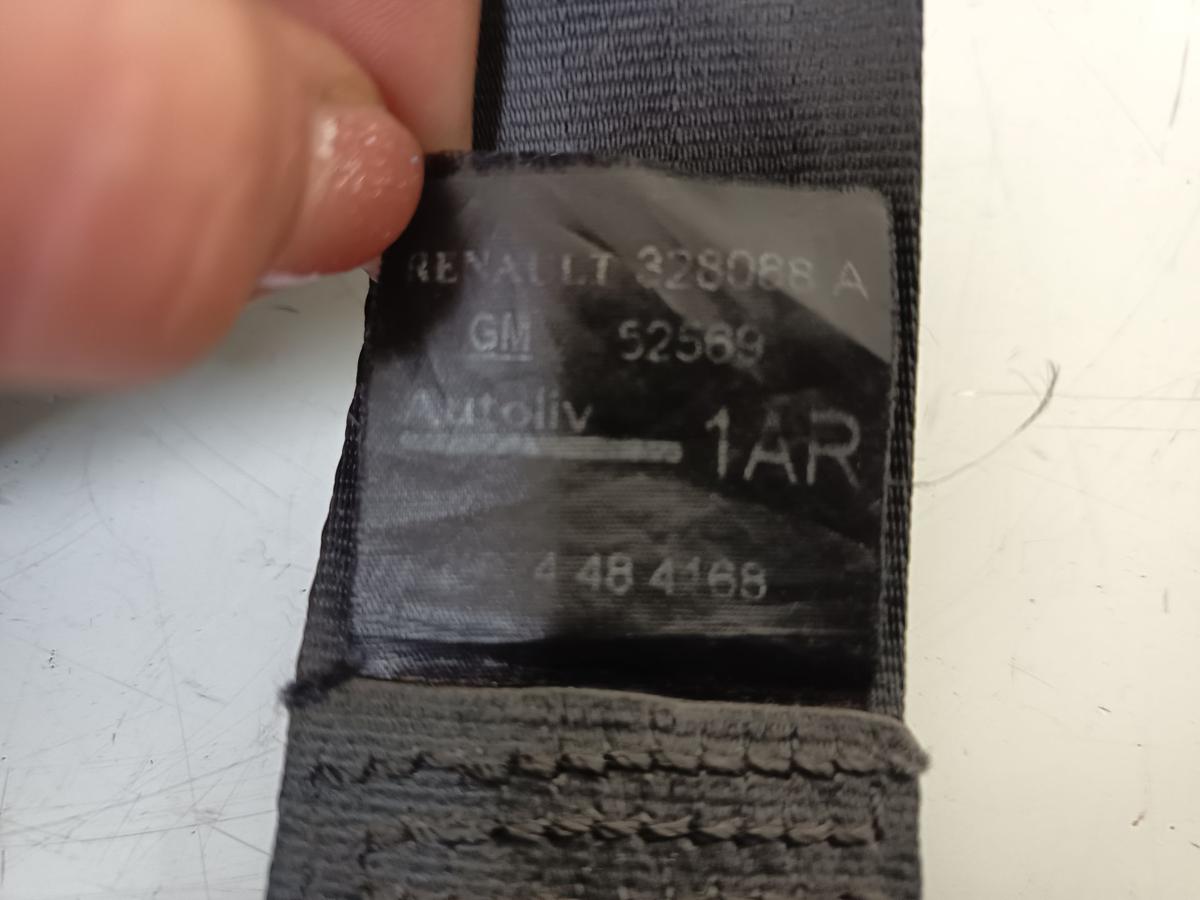 RENAULT 328088 A
GM 52569
Autoliv
1AR
4 48 4168